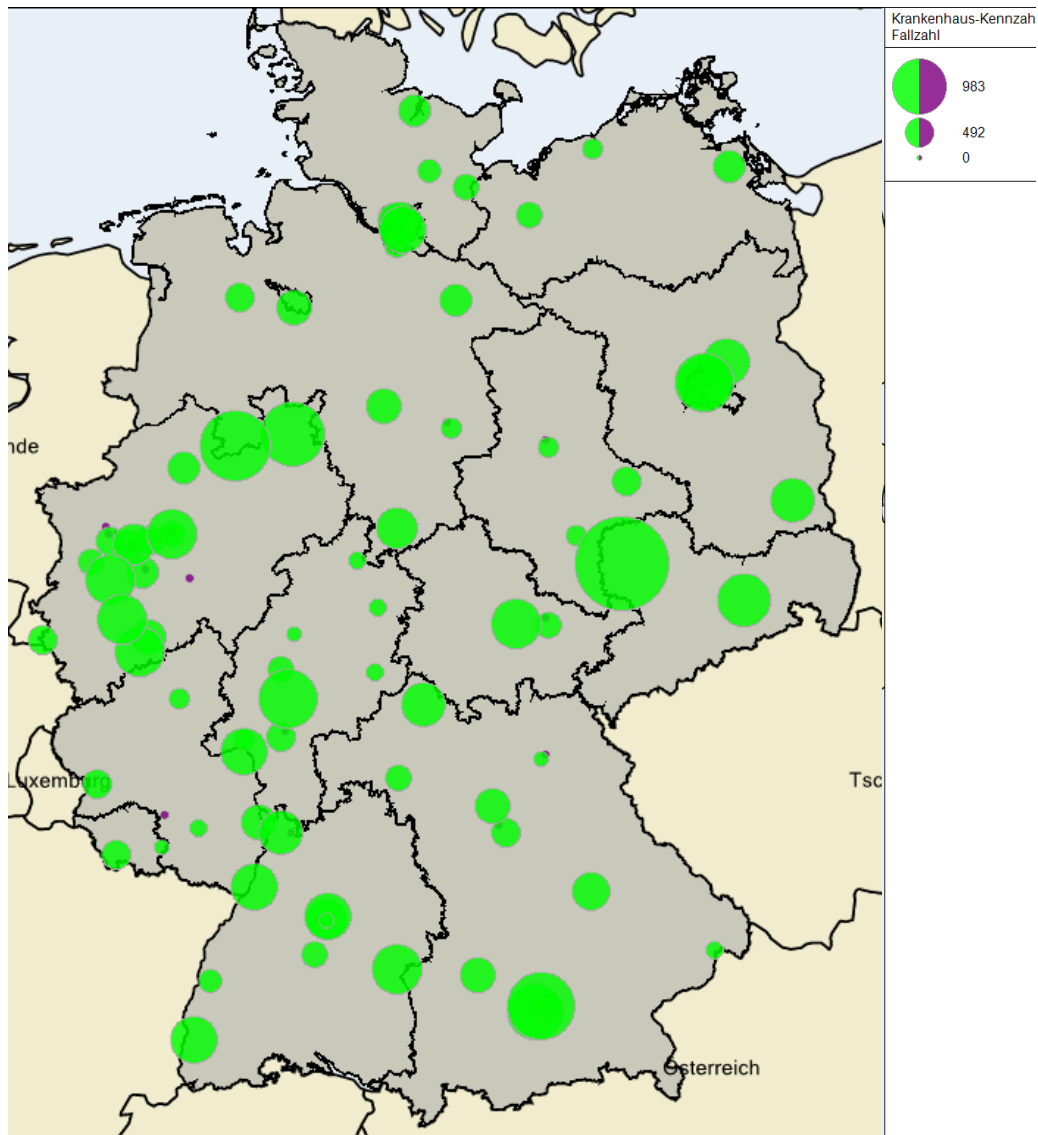 Krankenhaus-Kennzah
Fallzahl
983
492
0
nde
Luxemburg
Tsc
Österreich